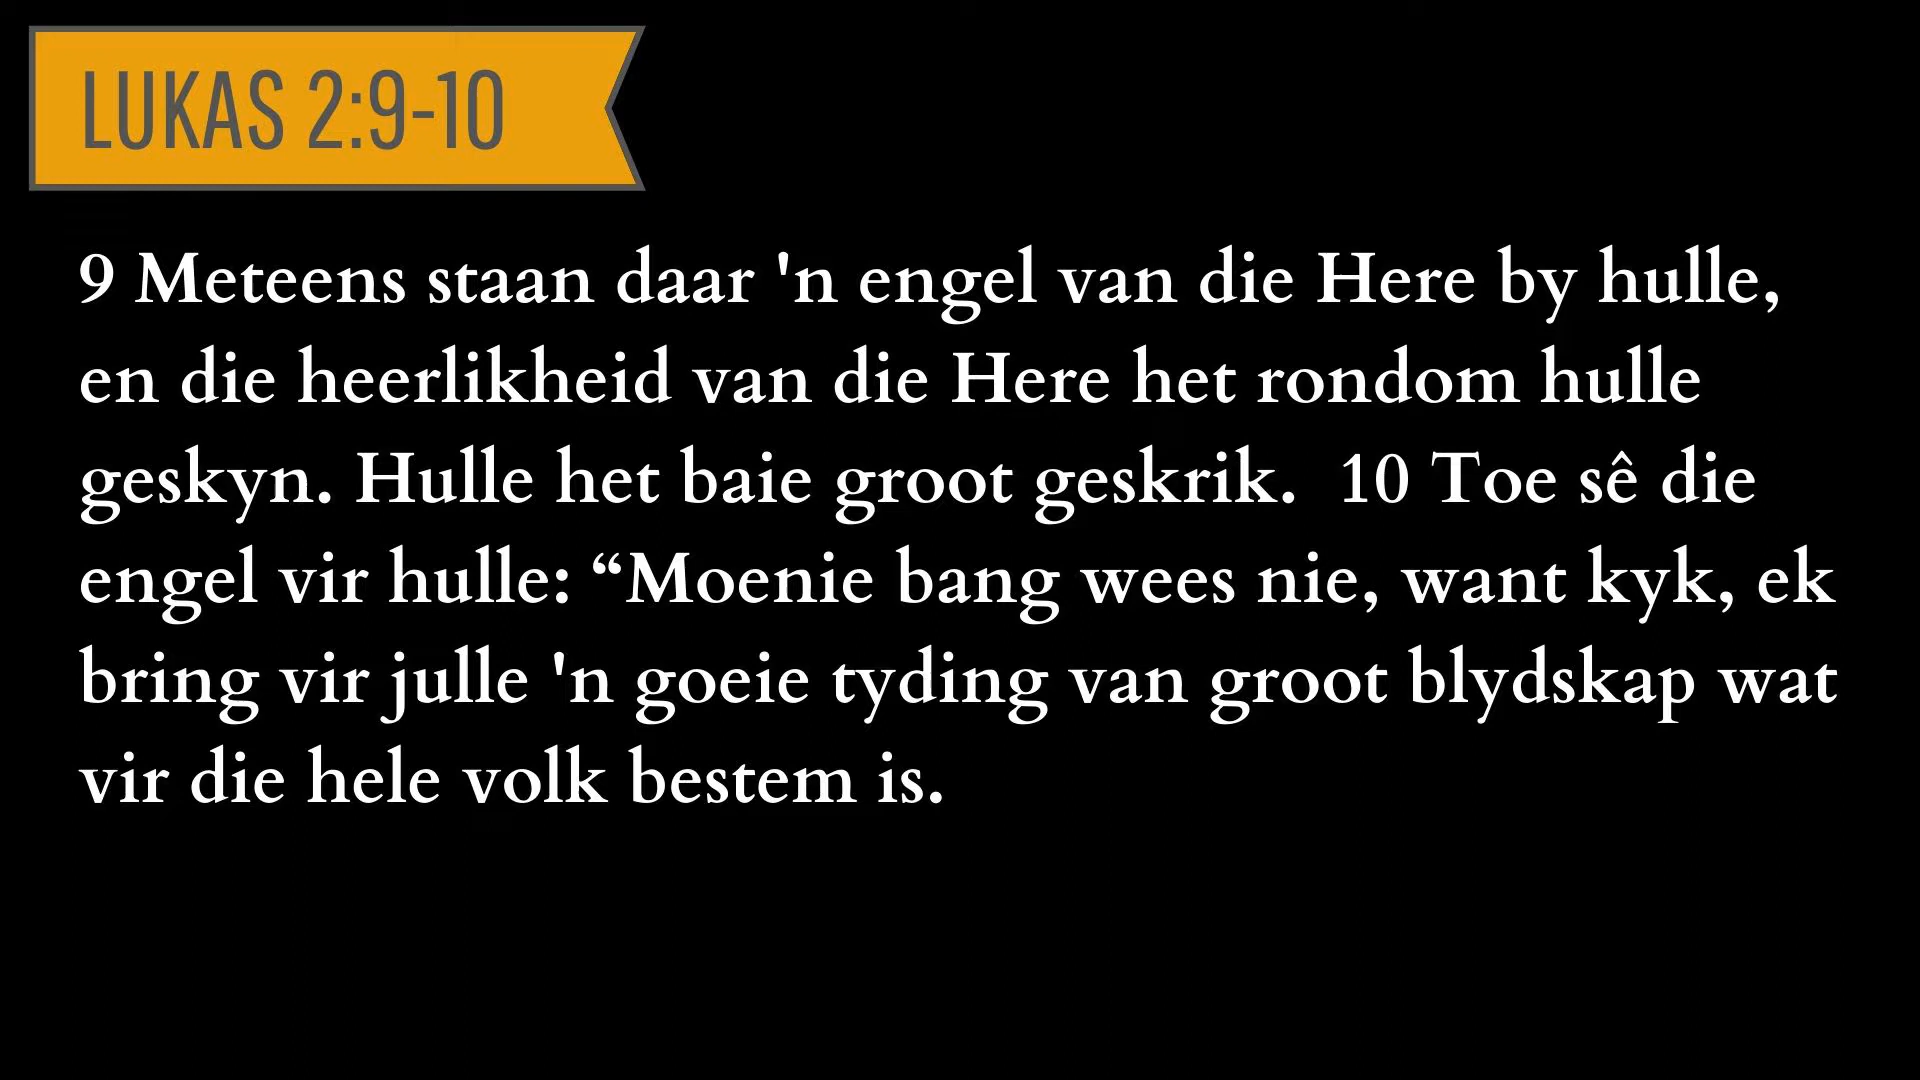 LUKAS 2:9-10
9 Meteens staan daar 'n engel van die Here by hulle,
en die heerlikheid van die Here het rondom hulle
geskyn. Hulle het baie groot geskrik.  10 Toe sê die
engel vir hulle: “Moenie bang wees nie, want kyk, ek
bring vir julle 'n goeie tyding van groot blydskap wat
vir die hele volk bestem is.